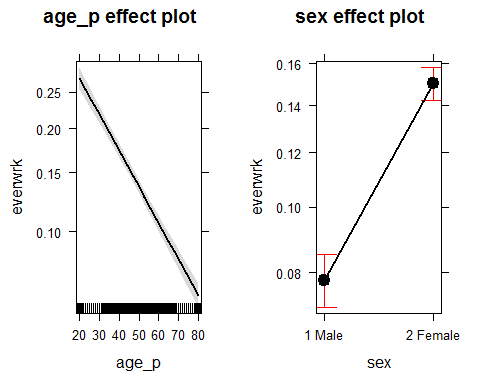 age_p effect plot
0.25
0.20
0.15
0.10
everwrk
20 30 40 50 60 70 80
age_p
sex effect plot
0.16
0.14
0.12
0.10
0.08
everwrk
1 Male 2 Female
sex